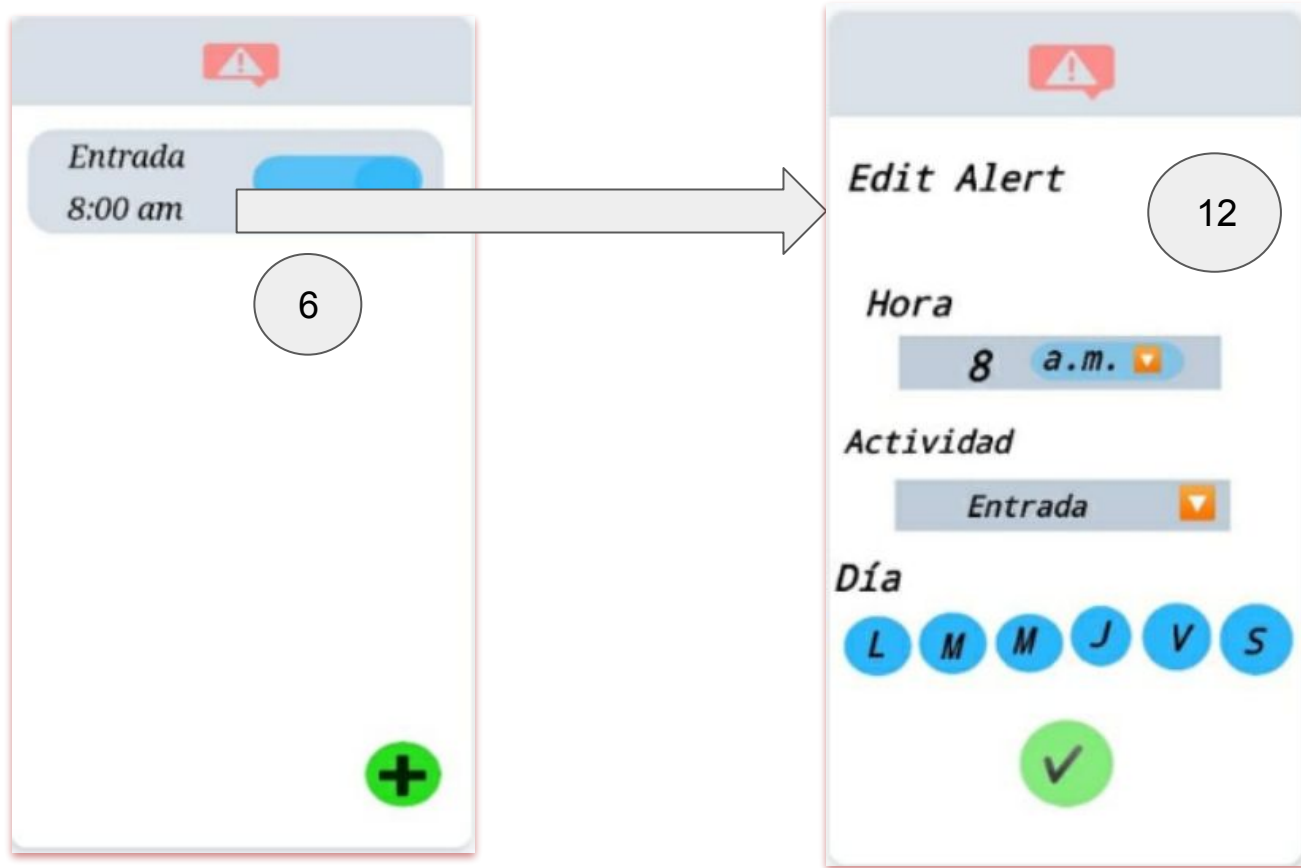 Entrada
8:00 am
6
Edit Alert
12
Hora
8 a.m.
Actividad
Entrada
Día
L M M J V S